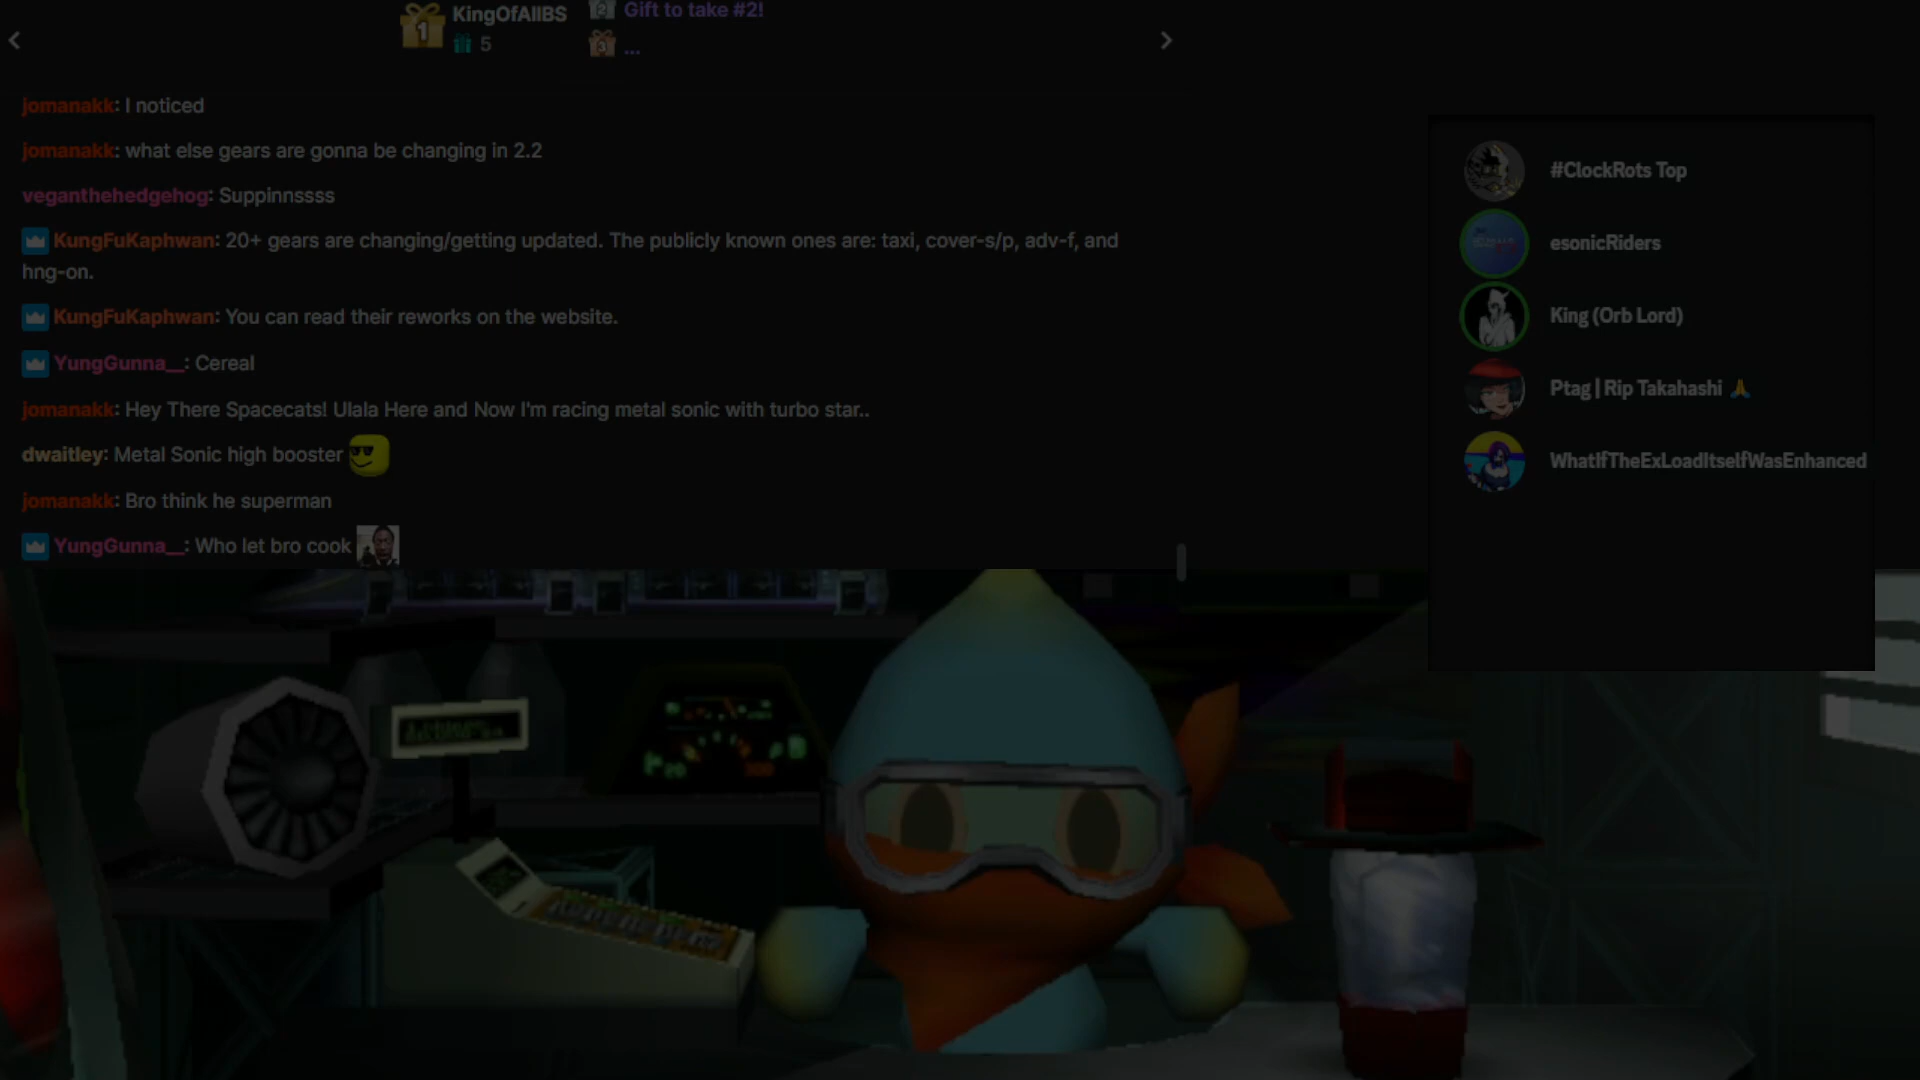 KingOfAllBS
5
1
2
Gift to take #2!
3
...
jomanakk: I noticed
jomanakk: what else gears are gonna be changing in 2.2
veganthehedgehog: Suppinnssss
KungFuKaphwan: 20+ gears are changing/getting updated. The publicly known ones are: taxi, cover-s/p, adv-f, and
hng-on.
KungFuKaphwan: You can read their reworks on the website.
YungGunna__: Cereal
jomanakk: Hey There Spacecats! Ulala Here and Now I'm racing metal sonic with turbo star..
dwaitley: Metal Sonic high booster
jomanakk: Bro think he superman
YungGunna__: Who let bro cook
#ClockRots Top
esonicRiders
King (Orb Lord)
Ptag | Rip Takahashi 🙏
WhatIfTheExLoadItselfWasEnhanced